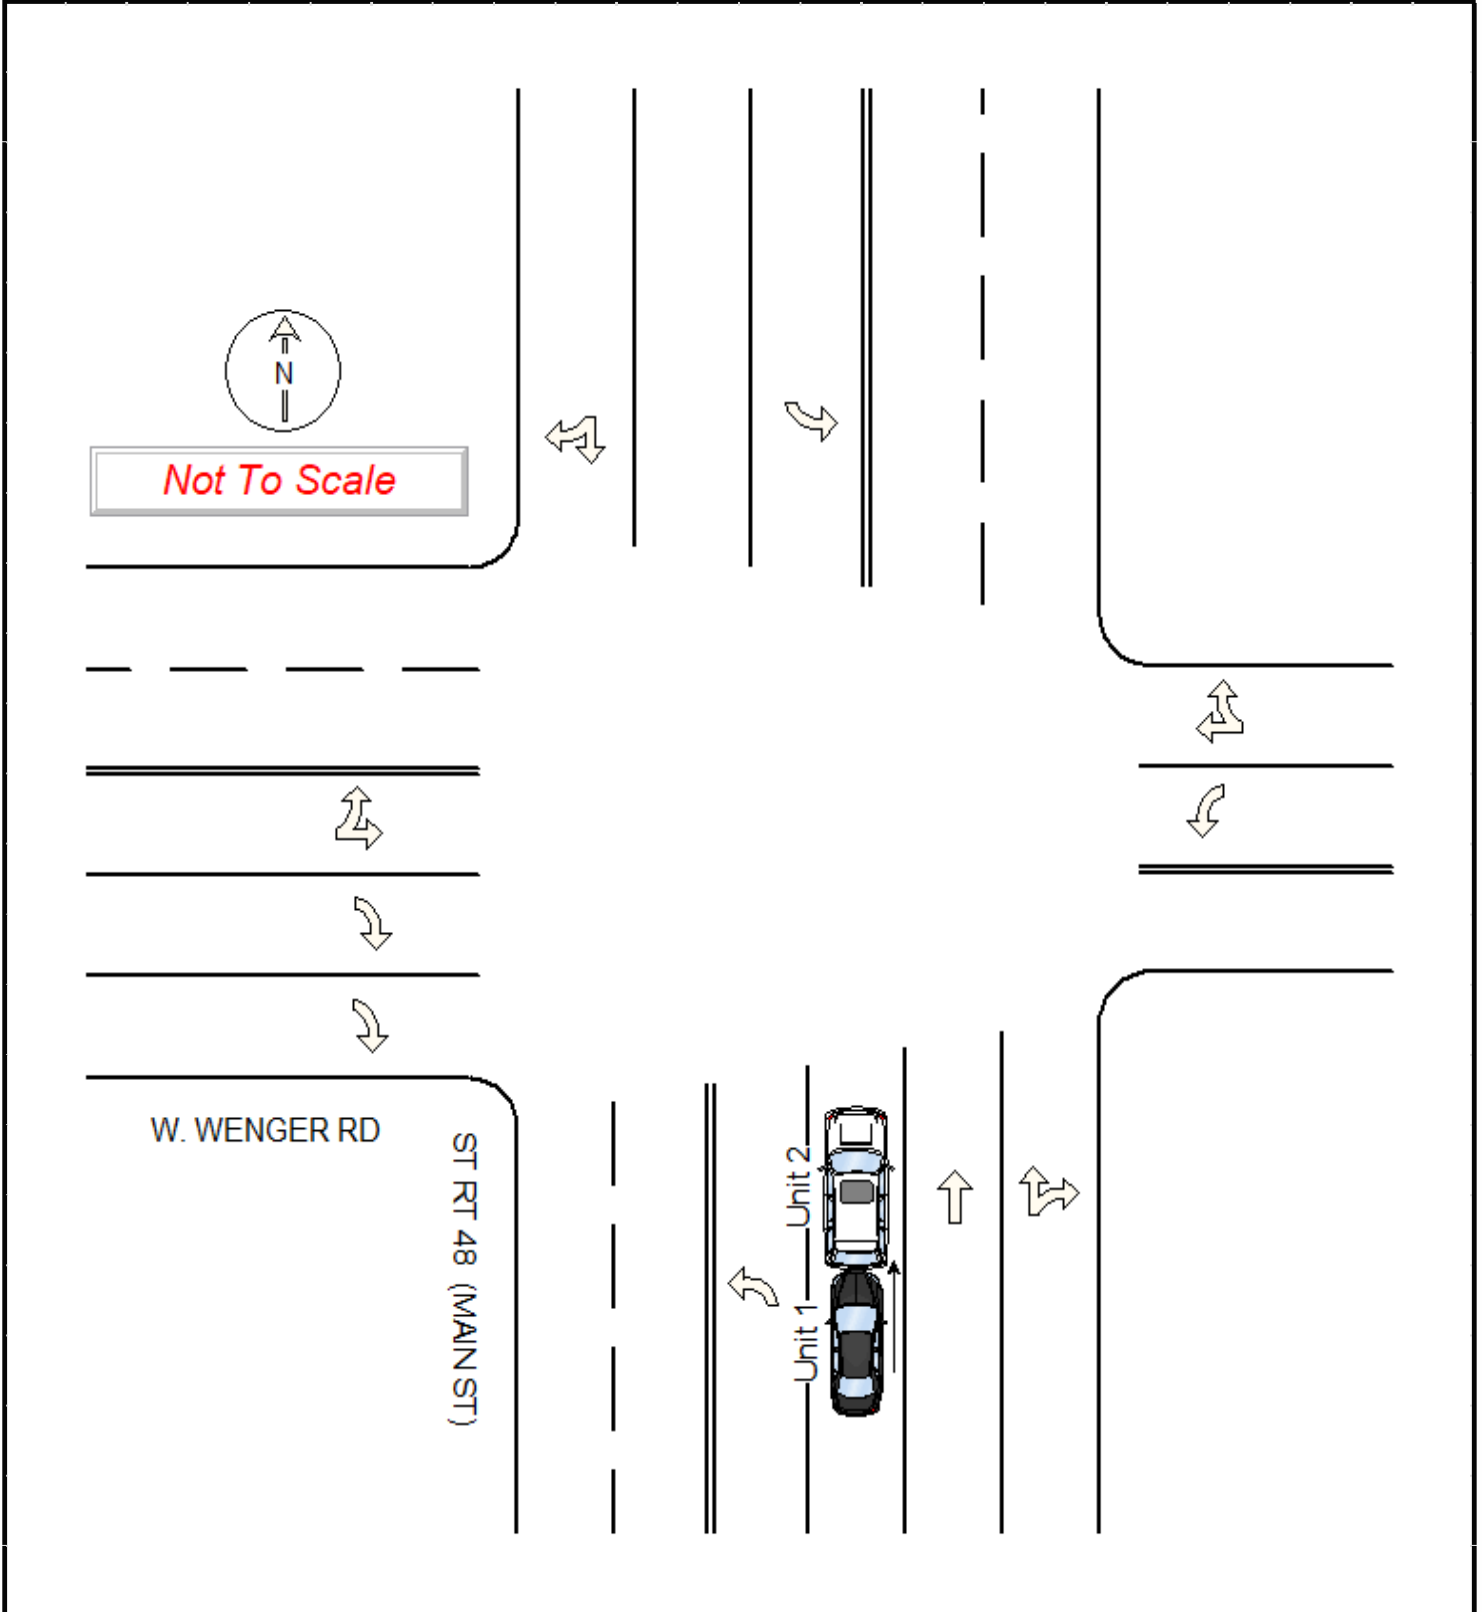 N
Not To Scale
W. WENGER RD
ST RT 48 (MAIN ST)
Unit 2
Unit 1